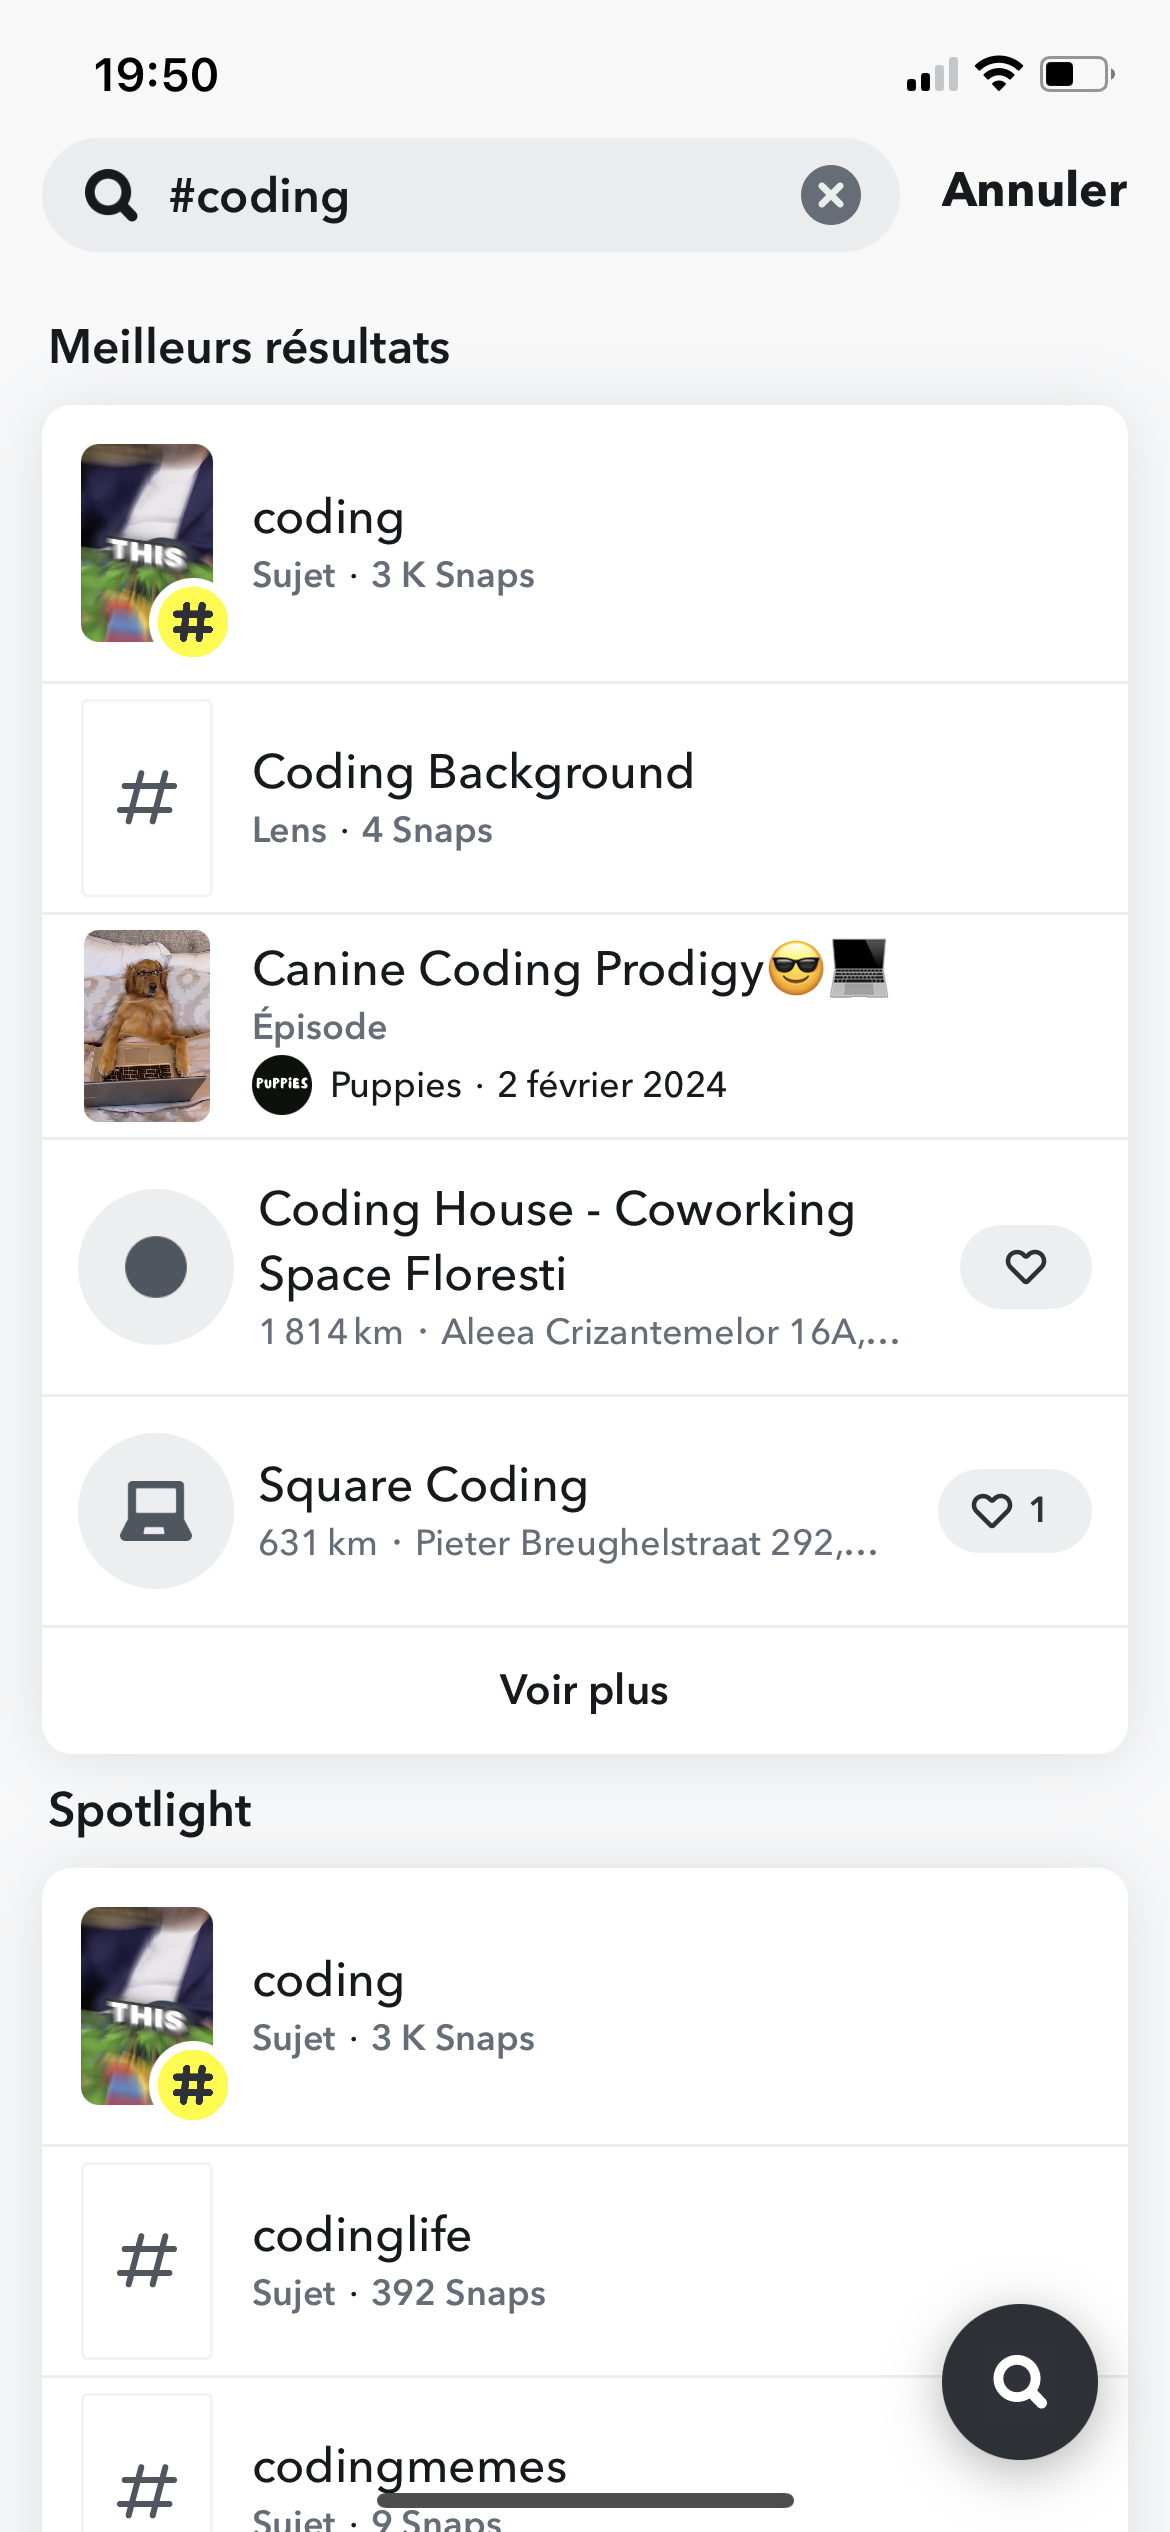 19:50
#coding
Annuler
Meilleurs résultats
THIS
#
coding
Sujet · 3 K Snaps
#
Coding Background
Lens · 4 Snaps
Canine Coding Prodigy😎💻
Épisode
PUPPiES
Puppies · 2 février 2024
Coding House - Coworking
Space Floresti
1 814 km · Aleea Crizantemelor 16A,...
Square Coding
631 km · Pieter Breughelstraat 292,...
1
Voir plus
Spotlight
THIS
#
coding
Sujet · 3 K Snaps
#
codinglife
Sujet · 392 Snaps
#
codingmemes
Sujet · 9 Snaps